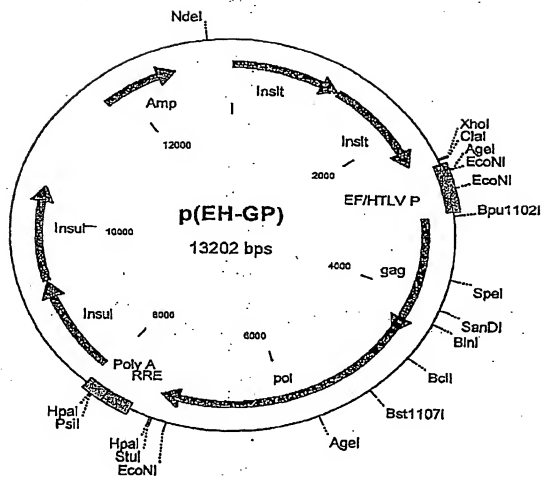 NdeI
Amp
Inslt
Inslt
12000
2000
XhoI
ClaI
AgeI
EcoNI
EcoNI
EF/HTLV P
Bpu1102I
p(EH-GP)
13202 bps
Insul
10000
4000
gag
SpeI
SanDI
BlnI
Insul
8000
6000
Poly A
RRE
pol
BclI
Bst1107I
HpaI
PsiI
HpaI
StuI
EcoNI
AgeI